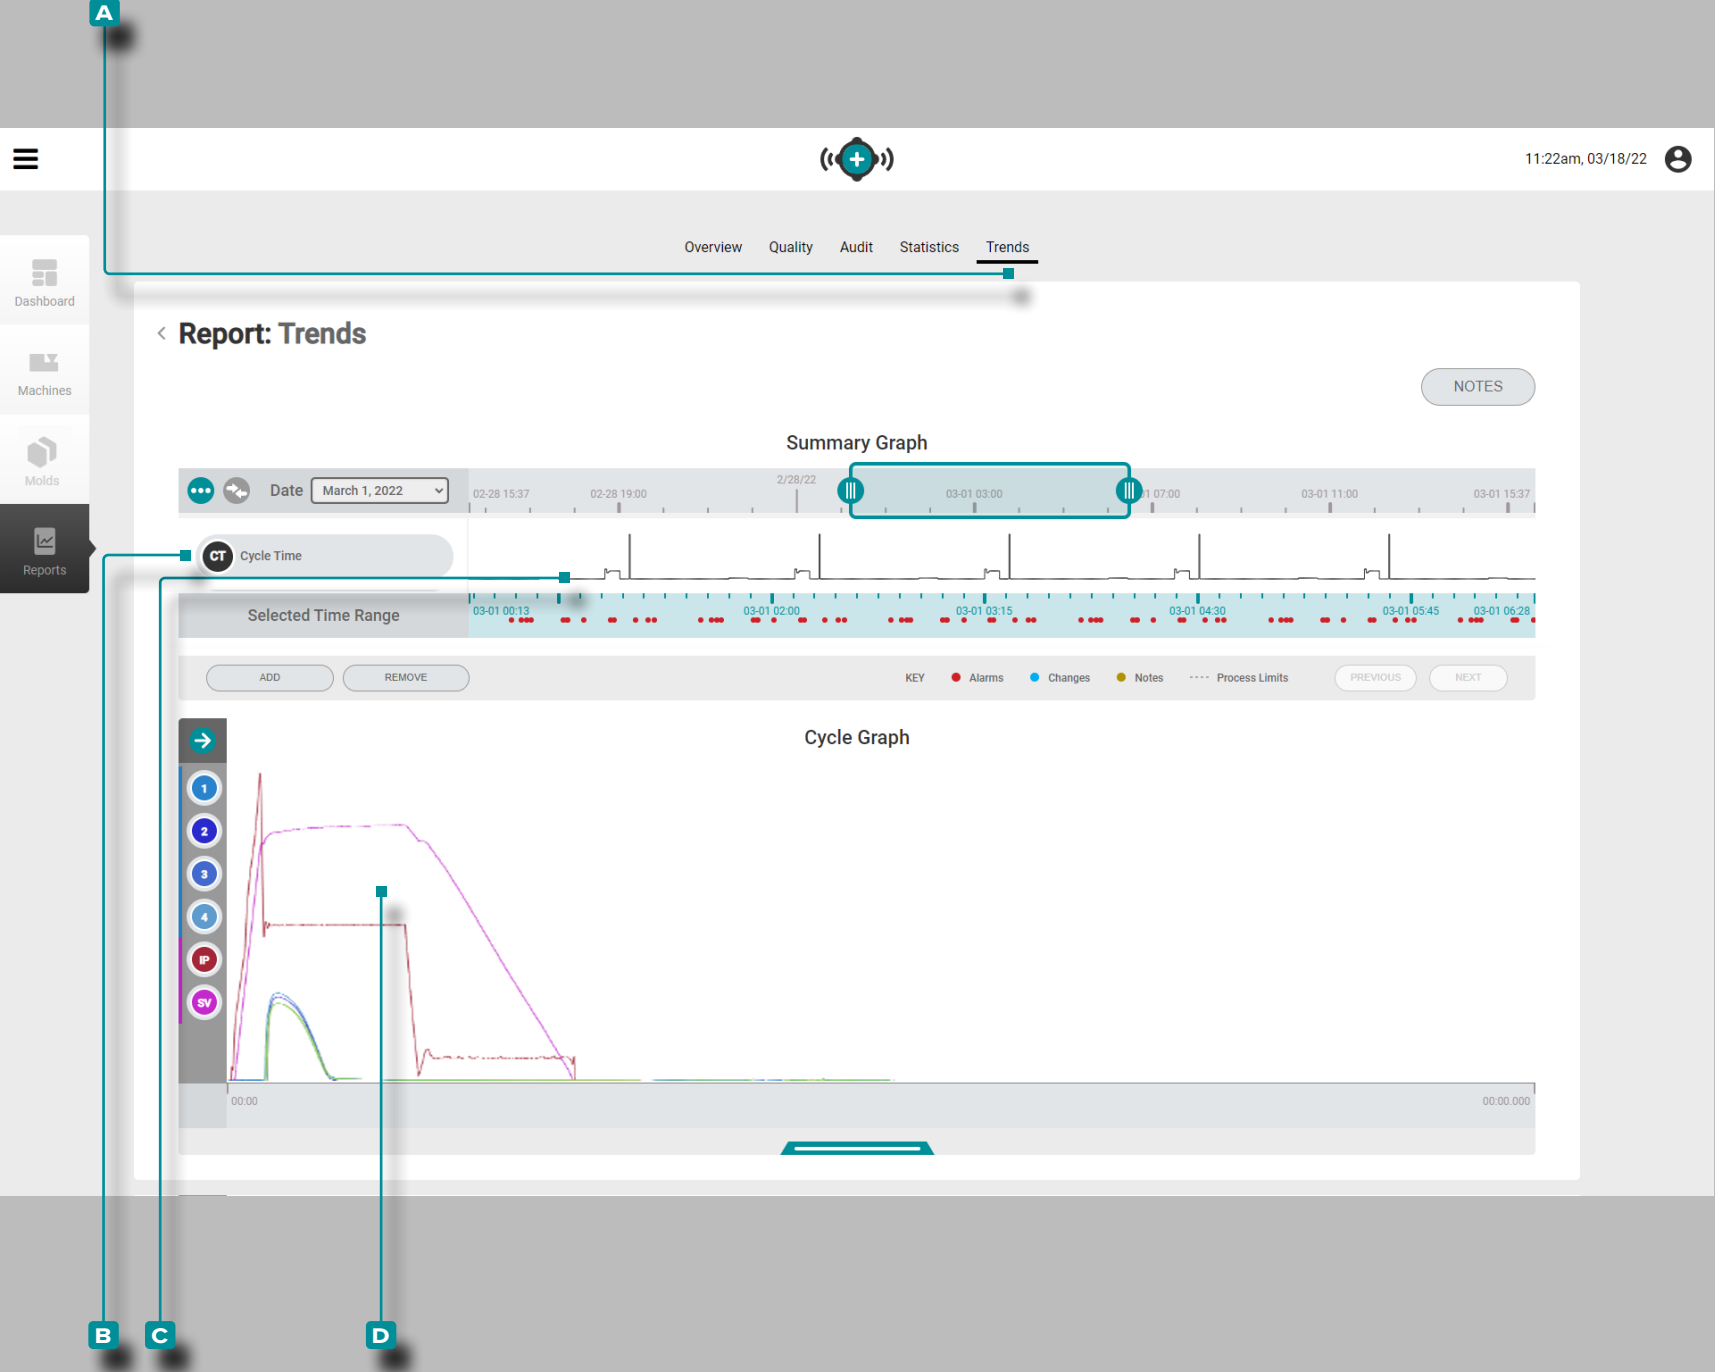 A
11:22am, 03/18/22
Overview Quality Audit Statistics Trends
Dashboard
Machines
Molds
Reports
Report: Trends
NOTES
Summary Graph
Date March 1, 2022
2/28/22
02-28 15:37 02-28 19:00 03-01 03:00 1 07:00 03-01 11:00 03-01 15:37
CT Cycle Time
Selected Time Range
03-01 00:13 03-01 02:00 03-01 03:15 03-01 04:30 03-01 05:45 03-01 06:28
ADD REMOVE KEY Alarms Changes Notes Process Limits PREVIOUS NEXT
Cycle Graph
1
2
3
4
IP
SV
00:00 00:00.000
B C D